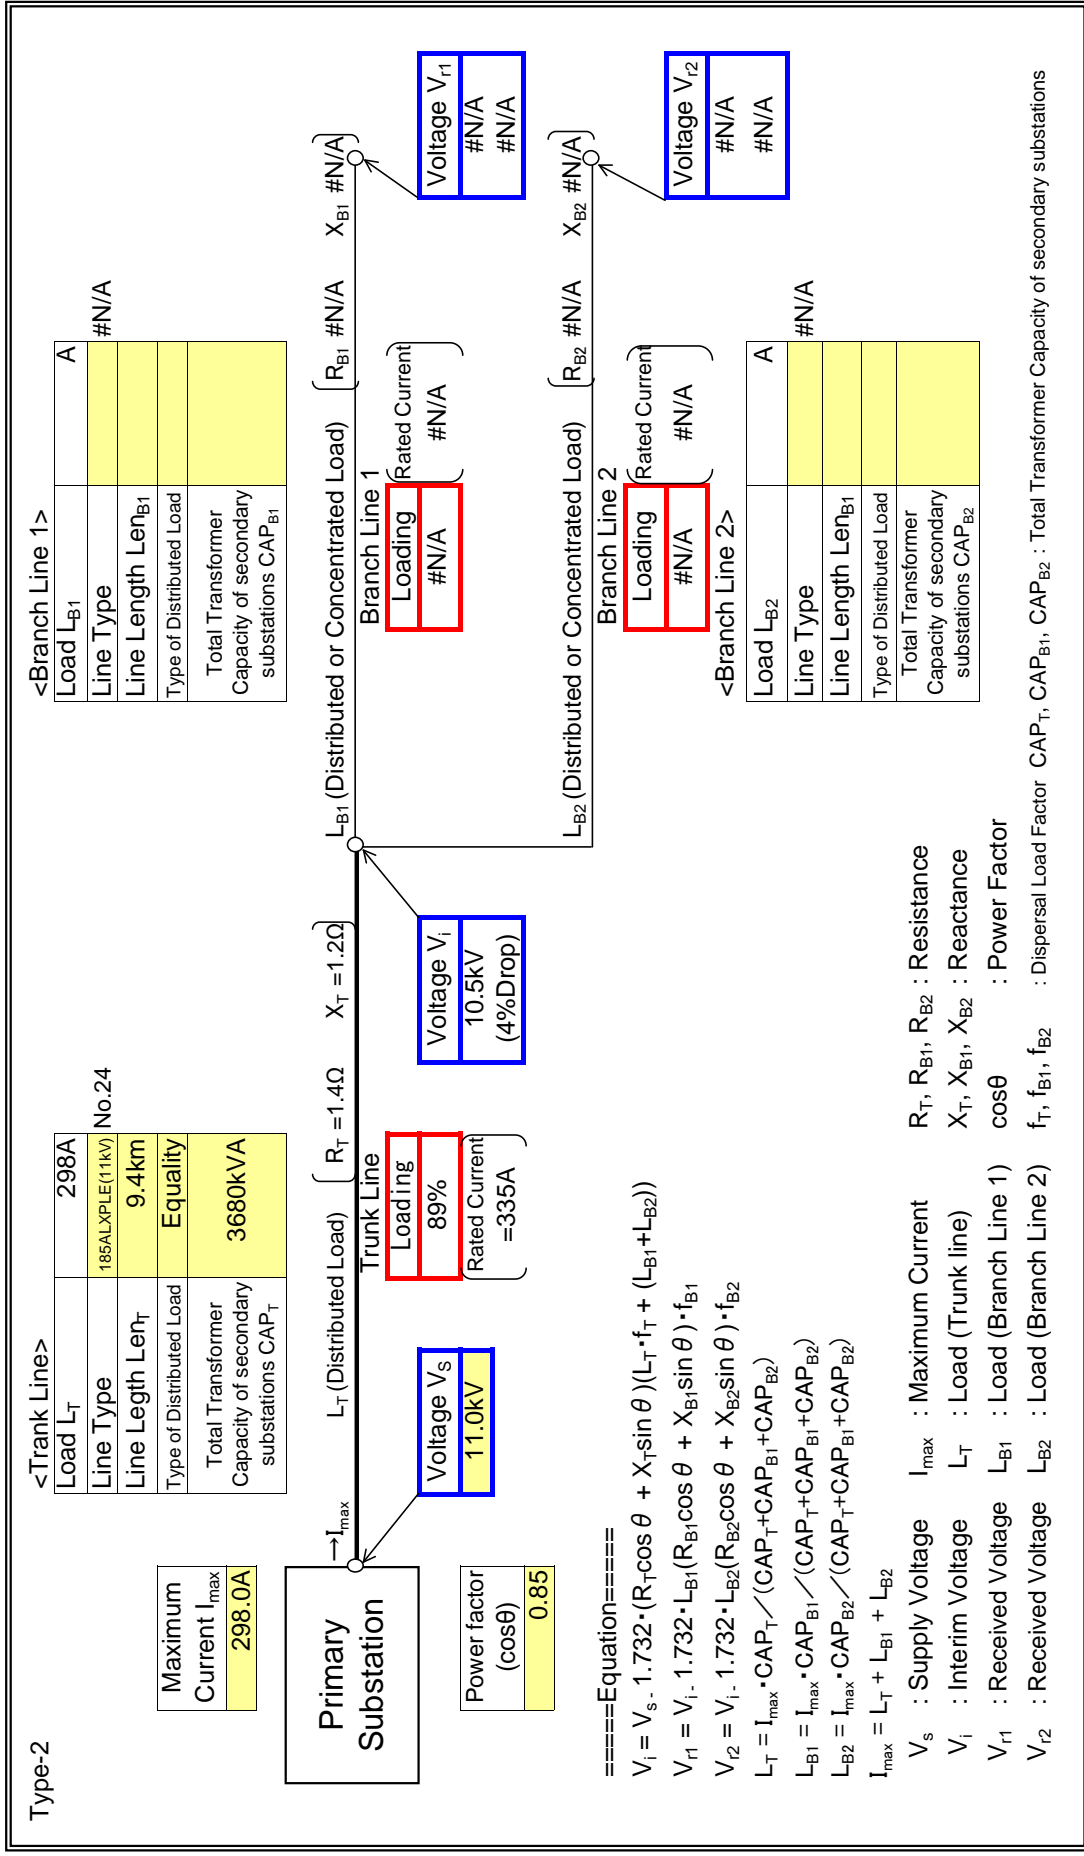 Type-2
Maximum
Current Imax
298.0A
Primary
Substation
Power factor
(cosθ)
0.85
→Imax
Voltage VS
11.0kV
<Trank Line>
Load LT 298A
Line Type 185ALXPLE(11kV) No.24
Line Legth LenT 9.4km
Type of Distributed Load Equality
Total Transformer
Capacity of secondary
substations CAPT
3680kVA
LT (Distributed Load) RT =1.4Ω XT =1.2Ω
Trunk Line
Loading
89%
Rated Current
=335A
Voltage Vi
10.5kV
(4%Drop)
<Branch Line 1>
Load LB1 A
Line Type #N/A
Line Length LenB1
Type of Distributed Load
Total Transformer
Capacity of secondary
substations CAPB1
LB1 (Distributed or Concentrated Load) RB1 #N/A XB1 #N/A
Branch Line 1
Loading
#N/A
Rated Current
#N/A
Voltage Vr1
#N/A
#N/A
LB2 (Distributed or Concentrated Load) RB2 #N/A XB2 #N/A
Branch Line 2
Loading
#N/A
Rated Current
#N/A
Voltage Vr2
#N/A
#N/A
<Branch Line 2>
Load LB2 A
Line Type #N/A
Line Length LenB1
Type of Distributed Load
Total Transformer
Capacity of secondary
substations CAPB2
=====Equation=====
Vi = Vs - 1.732･(RTcosθ + XTsinθ)(LT･fT + (LB1+LB2))
Vr1 = Vi - 1.732･LB1(RB1cosθ + XB1sinθ)･fB1
Vr2 = Vi - 1.732･LB2(RB2cosθ + XB2sinθ)･fB2
LT = Imax･CAPT／(CAPT+CAPB1+CAPB2)
LB1 = Imax･CAPB1／(CAPT+CAPB1+CAPB2)
LB2 = Imax･CAPB2／(CAPT+CAPB1+CAPB2)
Imax = LT + LB1 + LB2
Vs : Supply Voltage Imax : Maximum Current RT, RB1, RB2 : Resistance
Vi : Interim Voltage LT : Load (Trunk line) XT, XB1, XB2 : Reactance
Vr1 : Received Voltage LB1 : Load (Branch Line 1) cosθ : Power Factor
Vr2 : Received Voltage LB2 : Load (Branch Line 2) fT, fB1, fB2 : Dispersal Load Factor CAPT, CAPB1, CAPB2 : Total Transformer Capacity of secondary substations